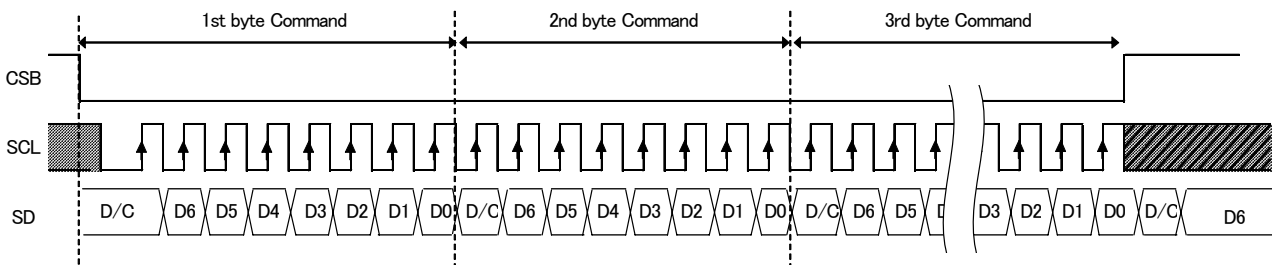 1st byte Command 2nd byte Command 3rd byte Command
CSB
SCL
SD D/C D6 D5 D4 D3 D2 D1 D0 D/C D6 D5 D4 D3 D2 D1 D0 D/C D6 D5 D3 D2 D1 D0 D/C D6